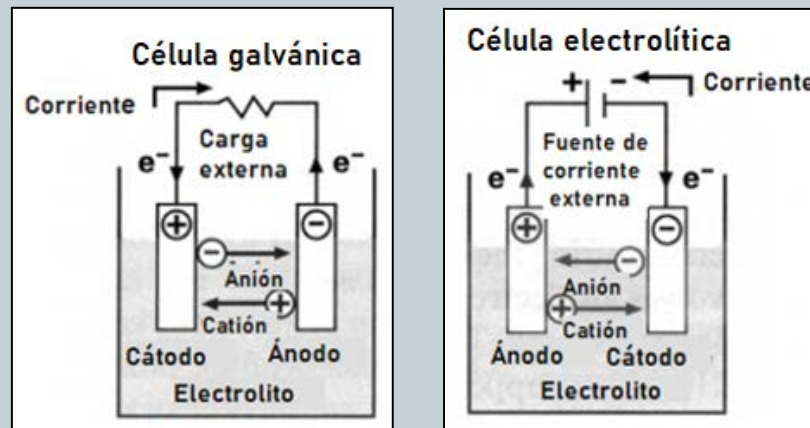 Célula galvánica
Corriente
Carga
externa
e⁻
e⁻
+
−
−
Anión
+
Catión
Cátodo
Ánodo
Electrolito
Célula electrolítica
+ −
Corriente
Fuente de
corriente
externa
e⁻
e⁻
+
−
−
Anión
+
Catión
Ánodo
Cátodo
Electrolito